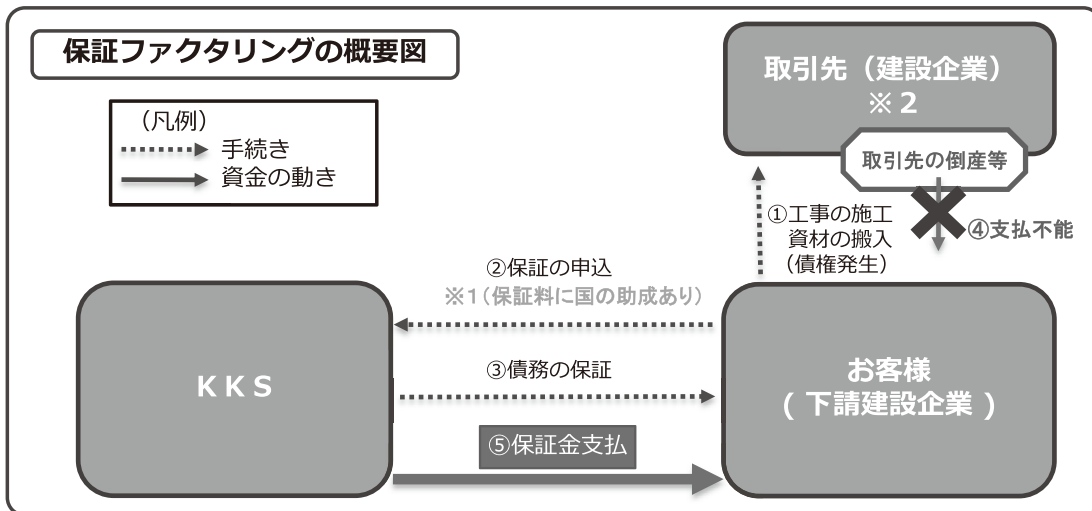 保証ファクタリングの概要図
（凡例）
手続き
資金の動き
取引先（建設企業）
※２
取引先の倒産等
①工事の施工
資材の搬入
（債権発生）
④支払不能
②保証の申込
※１（保証料に国の助成あり）
③債務の保証
⑤保証金支払
ＫＫＳ
お客様
（下請建設企業）